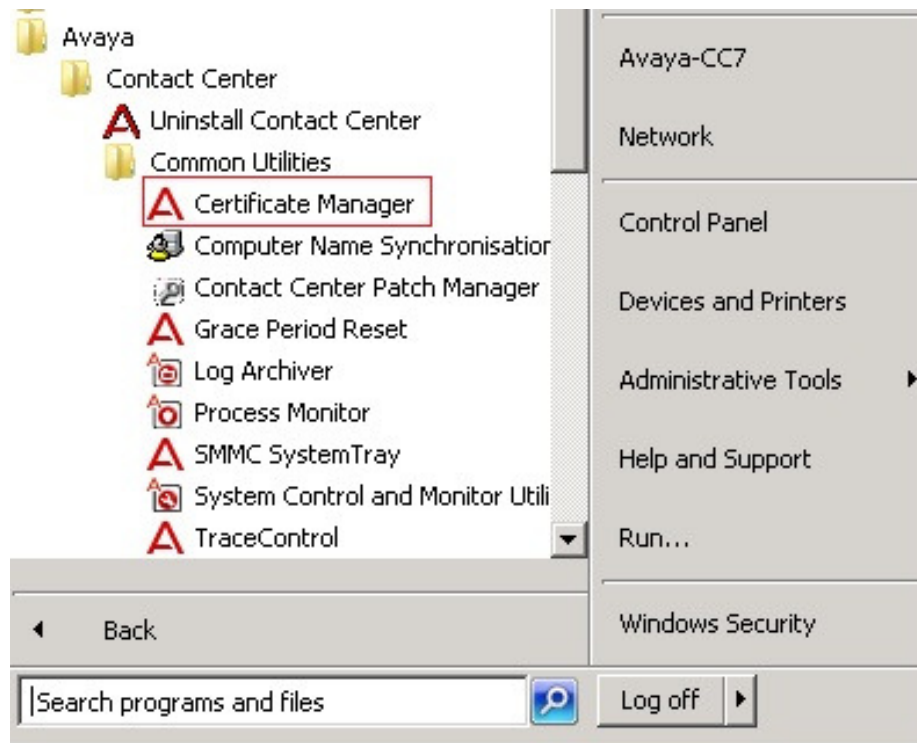 Avaya
Contact Center
Uninstall Contact Center
Common Utilities
Certificate Manager
Computer Name Synchronisation
Contact Center Patch Manager
Grace Period Reset
Log Archiver
Process Monitor
SMMC SystemTray
System Control and Monitor Utili
TraceControl
Back
Search programs and files
Avaya-CC7
Network
Control Panel
Devices and Printers
Administrative Tools
Help and Support
Run...
Windows Security
Log off